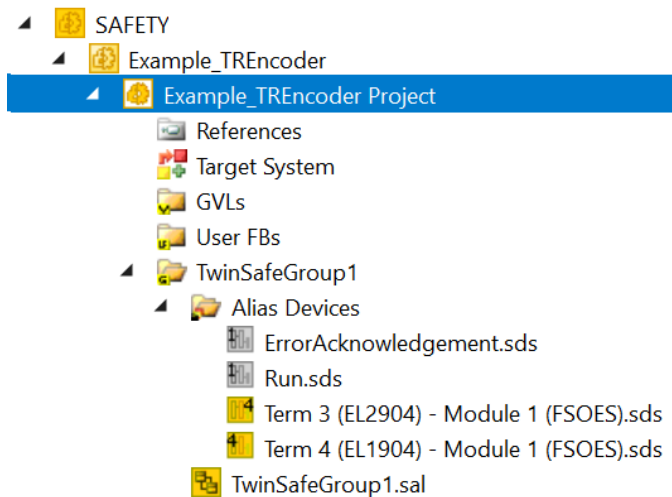 SAFETY
Example_TREncoder
Example_TREncoder Project
References
Target System
GVLs
User FBs
TwinSafeGroup1
Alias Devices
ErrorAcknowledgement.sds
Run.sds
Term 3 (EL2904) - Module 1 (FSOES).sds
Term 4 (EL1904) - Module 1 (FSOES).sds
TwinSafeGroup1.sal